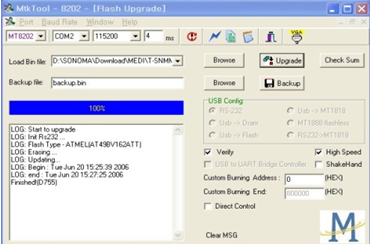 MtkTool - 8202 - [Flash Upgrade]
Port Baud Rate Window Help
MT8202 COM2 115200 4 ms VGA
Load Bin file: D:\SONOMA\Download\MEDI\T-SNM Browse Upgrade Check Sum
Backup file: backup.bin Browse Backup
100%
USB Config
RS-232 Usb -> MT1818
Usb -> Dram MT1888 flashless
Usb -> Flash RS232->MT1818
LOG: Start to upgrade
LOG: Init Rs232 ...
LOG: Flash Type - ATMEL(AT49BV162ATT)
LOG: Erasing ...
LOG: Updating...
LOG: Begin : Tue Jun 20 15:25:39 2006
LOG: end : Tue Jun 20 15:27:25 2006
Finished(D755)
Verify High Speed
USB to UART Bridge Controller ShakeHand
Custom Burning Address : 0 (HEX)
Custom Burning End: 800000 (HEX)
Direct Control
Clear MSG
M